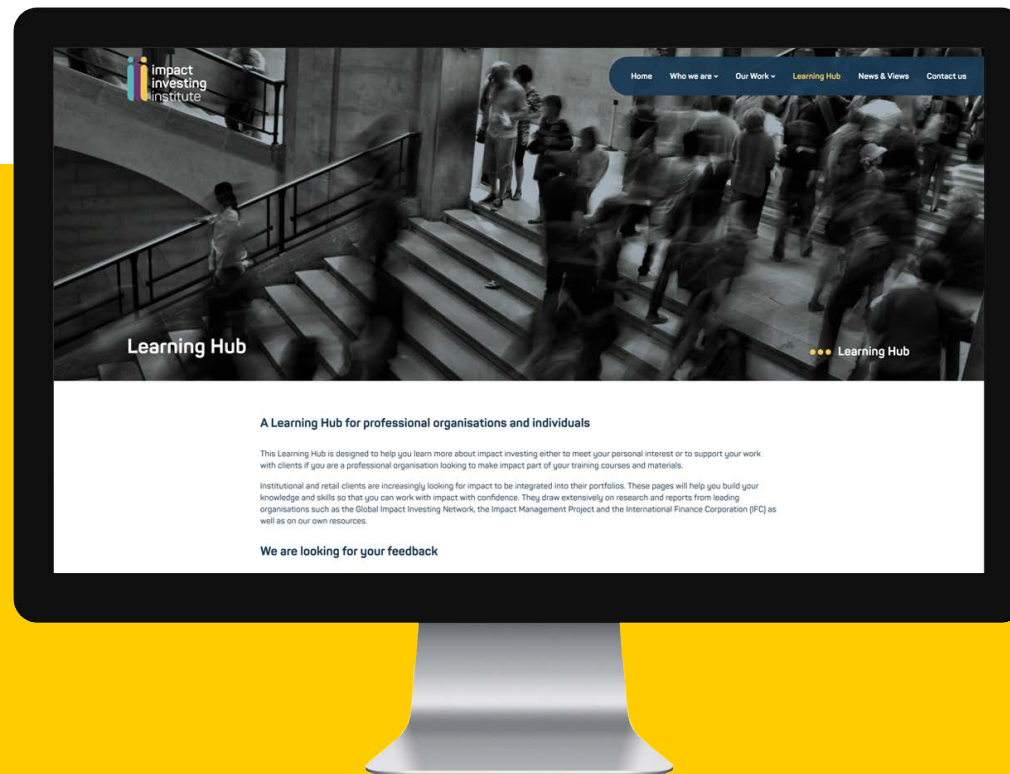 impact
investing
institute
Home Who we are Our Work Learning Hub News & Views Contact us
Learning Hub
Learning Hub
A Learning Hub for professional organisations and individuals
This Learning Hub is designed to help you learn more about impact investing either to meet your personal interest or to support your work
with clients if you are a professional organisation looking to make impact part of your training courses and materials.
Institutional and retail clients are increasingly looking for impact to be integrated into their portfolios. These pages will help you build your
knowledge and skills so that you can work with impact with confidence. They draw extensively on research and reports from leading
organisations such as the Global Impact Investing Network, the Impact Management Project and the International Finance Corporation (IFC) as
well as on our own resources.
We are looking for your feedback